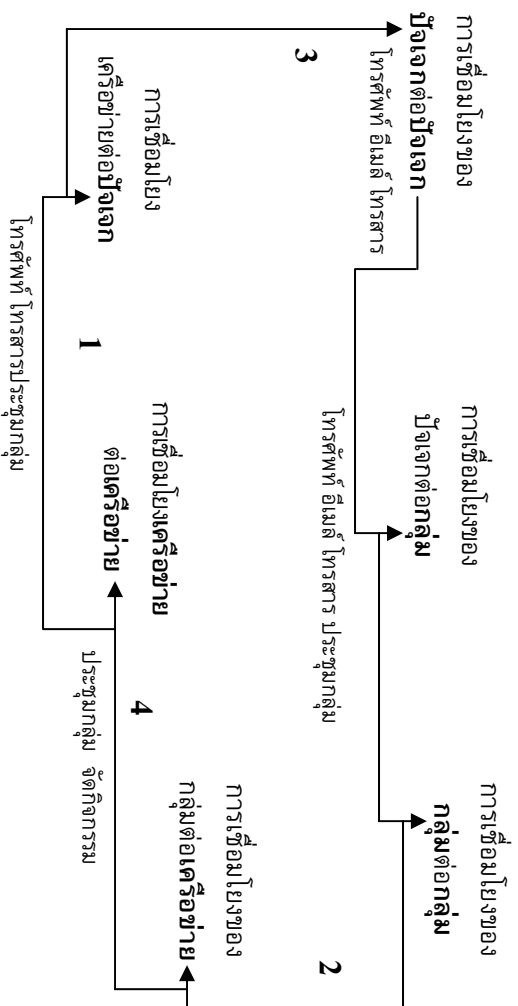 การเชื่อมโยงของ
ปัจเจกต่อปัจเจก
โทรศัพท์ อีเมล์ โทรสาร
3
การเชื่อมโยง
เครือข่ายต่อปัจเจก
โทรศัพท์ โทรสารประชุมกลุ่ม
การเชื่อมโยงของ
ปัจเจกต่อกลุ่ม
โทรศัพท์ อีเมล์ โทรสาร ประชุมกลุ่ม
1
การเชื่อมโยงเครือข่าย
ต่อเครือข่าย
ประชุมกลุ่ม จัดกิจกรรม
4
การเชื่อมโยงของ
กลุ่มต่อกลุ่ม
2
การเชื่อมโยงของ
กลุ่มต่อเครือข่าย